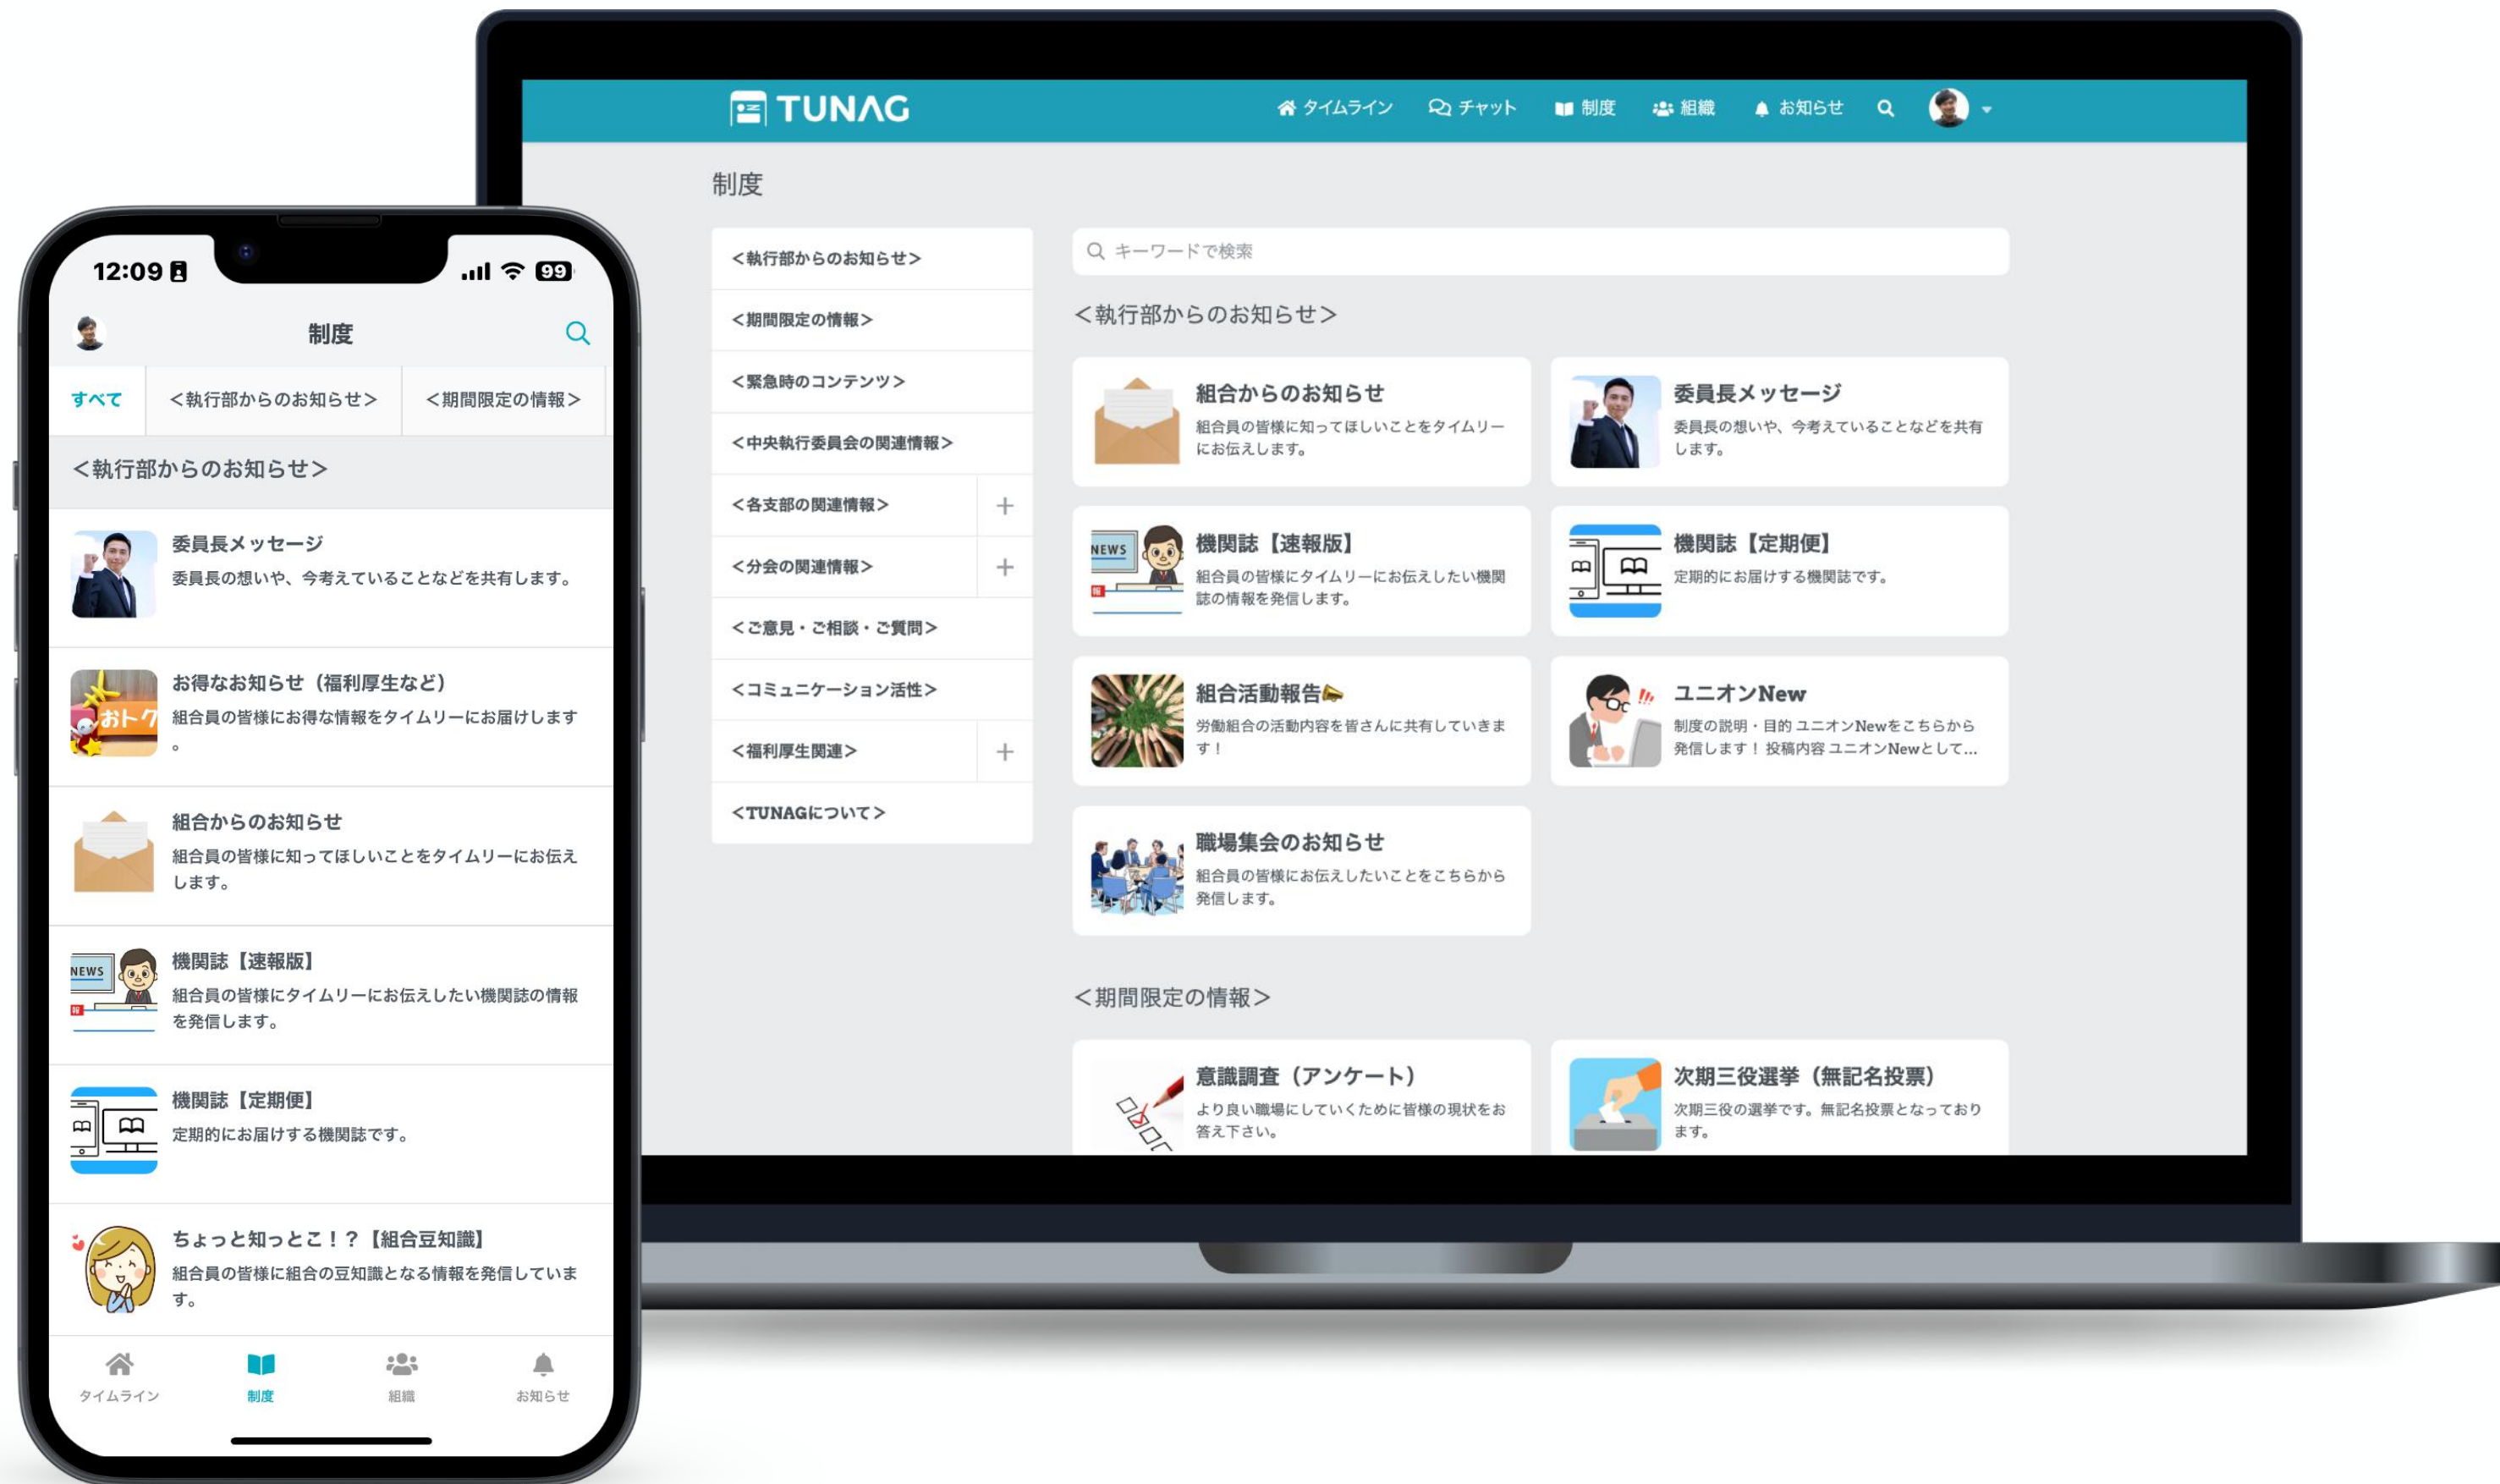 12:09
99
制度
すべて
<執行部からのお知らせ>
<期間限定の情報>
<執行部からのお知らせ>
委員長メッセージ
委員長の想いや、今考えていることなどを共有します。
おトク
お得なお知らせ（福利厚生など）
組合員の皆様にお得な情報をタイムリーにお届けします
。
組合からのお知らせ
組合員の皆様に知ってほしいことをタイムリーにお伝え
します。
NEWS
報
機関誌【速報版】
組合員の皆様にタイムリーにお伝えしたい機関誌の情報
を発信します。
機関誌【定期便】
定期的にお届けする機関誌です。
ちょっと知っとこ！？【組合豆知識】
組合員の皆様に組合の豆知識となる情報を発信していま
す。
タイムライン
制度
組織
お知らせ
TUNAG
タイムライン
チャット
制度
組織
お知らせ
制度
<執行部からのお知らせ>
<期間限定の情報>
<緊急時のコンテンツ>
<中央執行委員会の関連情報>
<各支部の関連情報>
<分会の関連情報>
<ご意見・ご相談・ご質問>
<コミュニケーション活性>
<福利厚生関連>
<TUNAGについて>
キーワードで検索
<執行部からのお知らせ>
組合からのお知らせ
組合員の皆様に知ってほしいことをタイムリー
にお伝えします。
委員長メッセージ
委員長の想いや、今考えていることなどを共有
します。
NEWS
報
機関誌【速報版】
組合員の皆様にタイムリーにお伝えしたい機関
誌の情報を発信します。
機関誌【定期便】
定期的にお届けする機関誌です。
組合活動報告
労働組合の活動内容を皆さんに共有していきま
す！
ユニオンNew
制度の説明・目的 ユニオンNewをこちらから
発信します！ 投稿内容 ユニオンNewとして...
職場集会のお知らせ
組合員の皆様にお伝えしたいことをこちらから
発信します。
<期間限定の情報>
意識調査（アンケート）
より良い職場にしていくために皆様の現状をお
答え下さい。
次期三役選挙（無記名投票）
次期三役の選挙です。無記名投票となっており
ます。